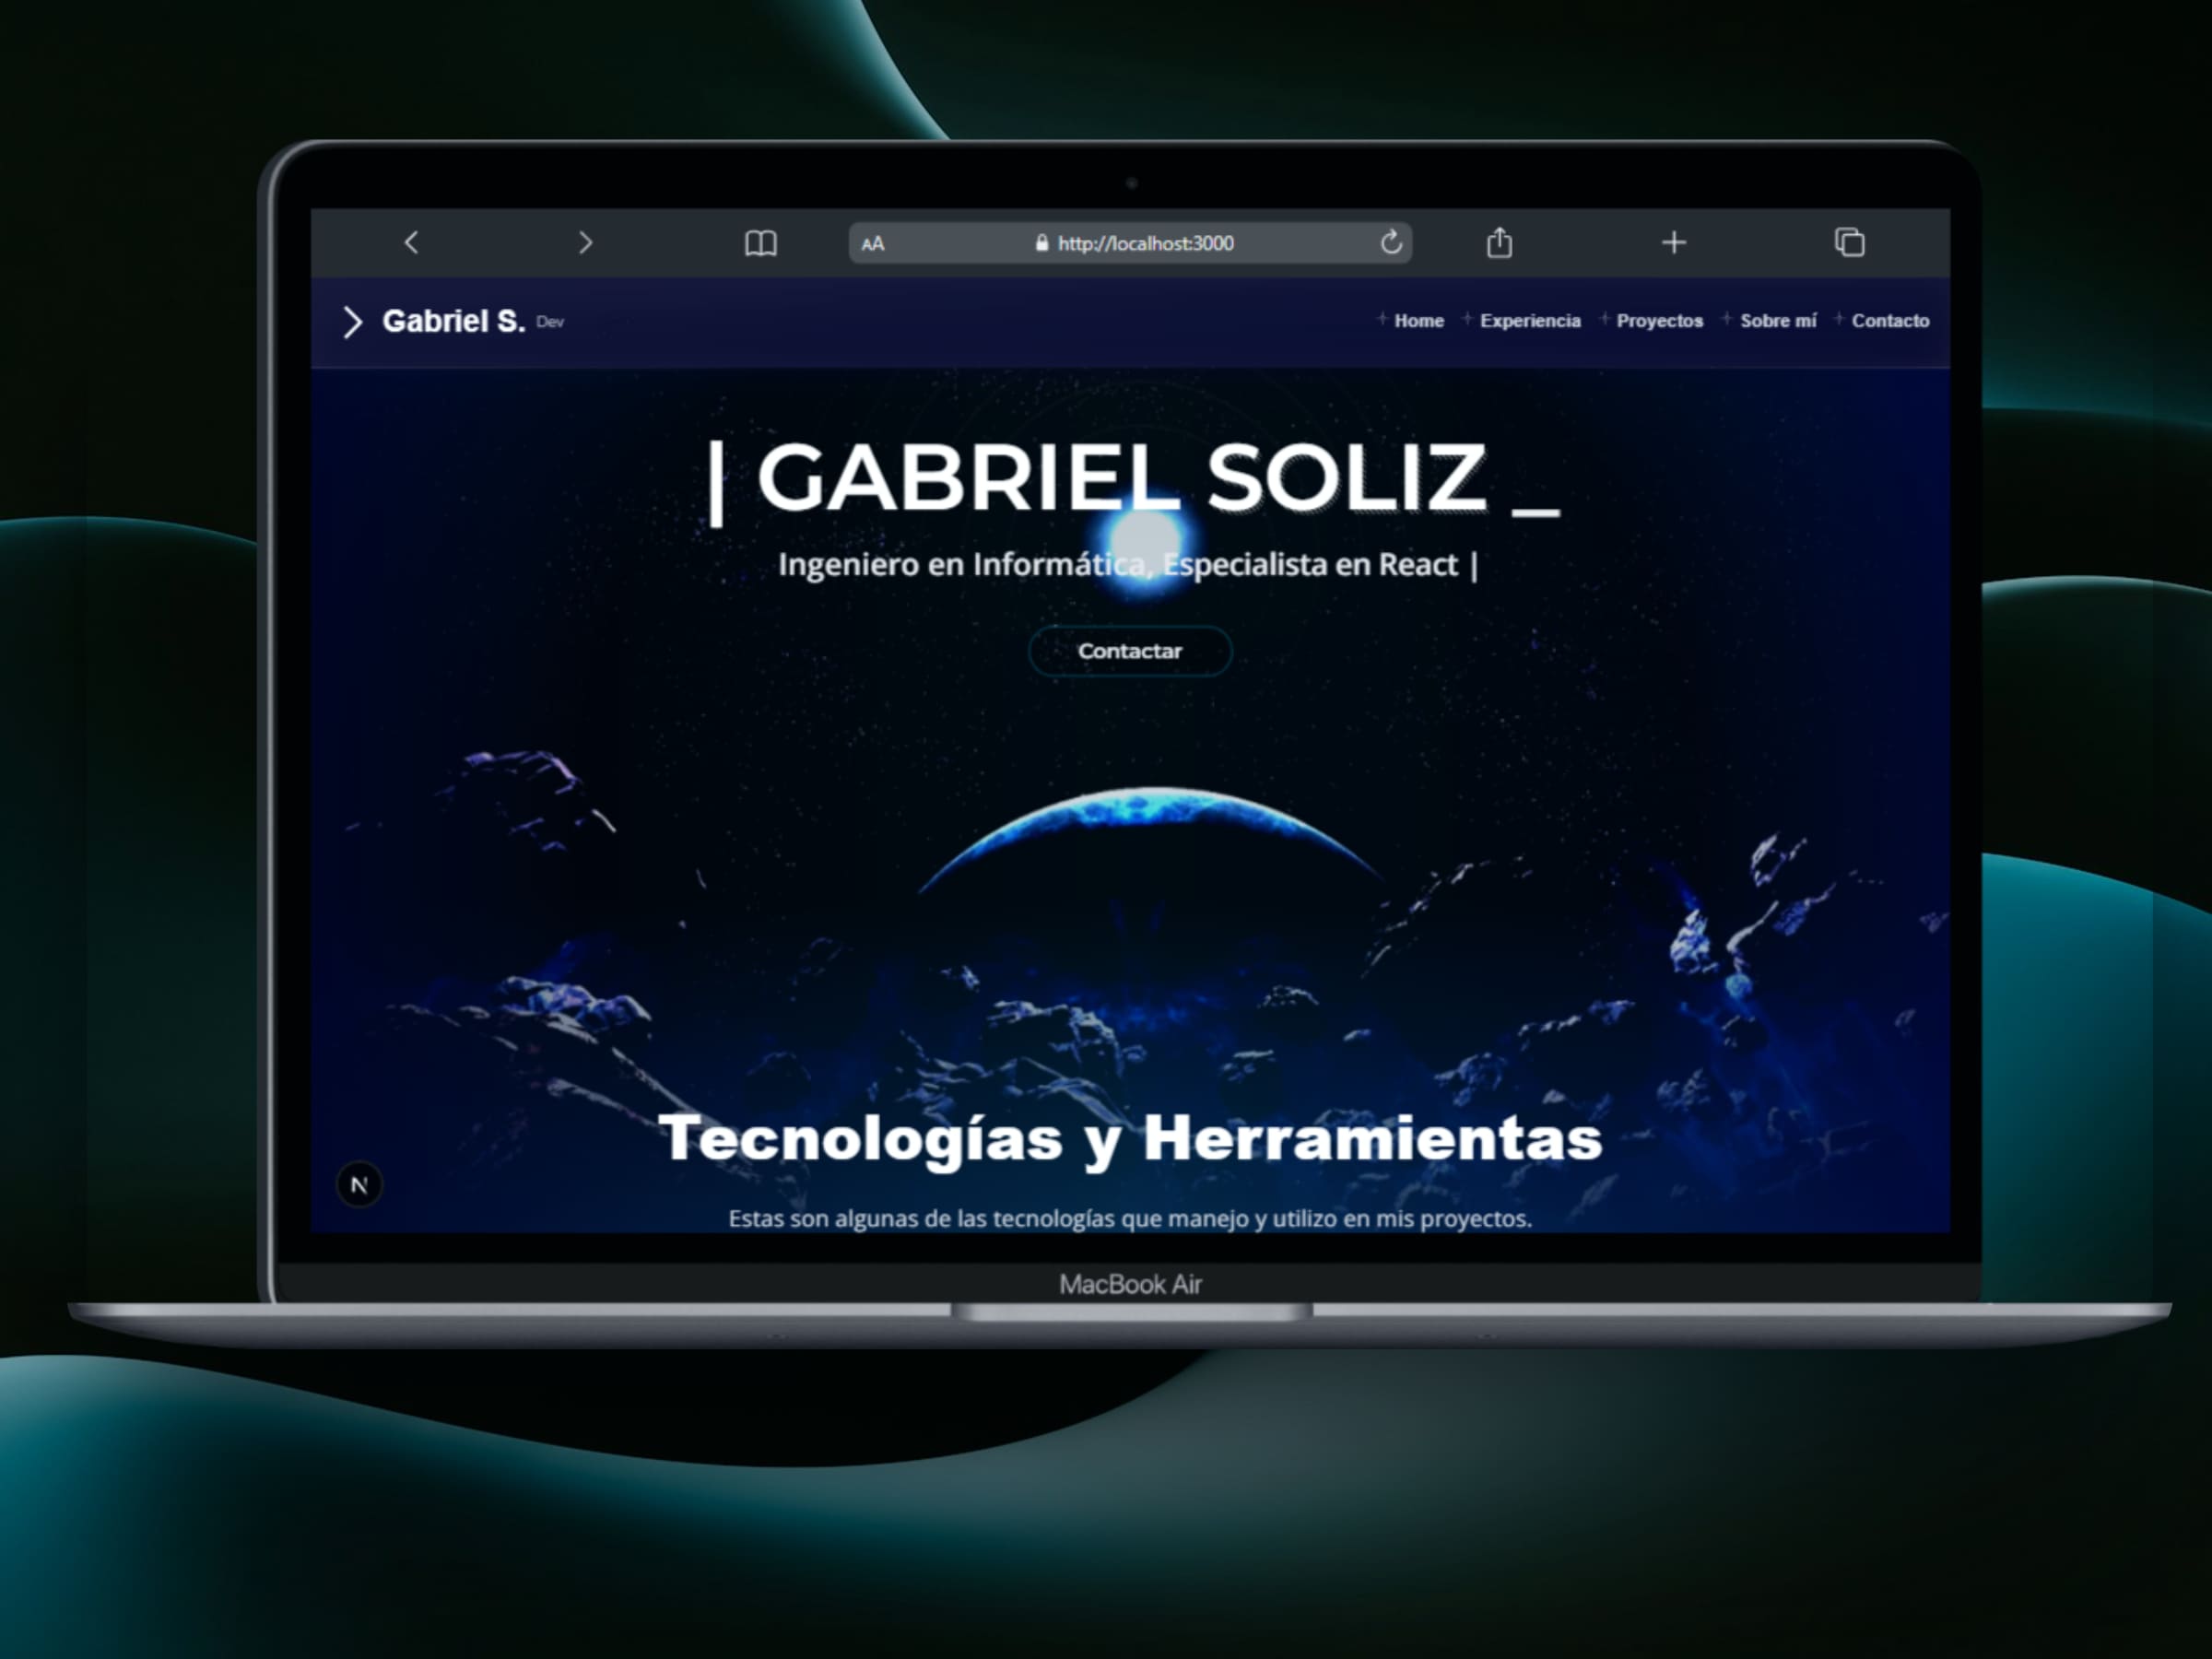 AA http://localhost:3000
Gabriel S. Dev
Home Experiencia Proyectos Sobre mí Contacto
| GABRIEL SOLIZ _
Ingeniero en Informática, Especialista en React |
Contactar
Tecnologías y Herramientas
N
Estas son algunas de las tecnologías que manejo y utilizo en mis proyectos.
MacBook Air